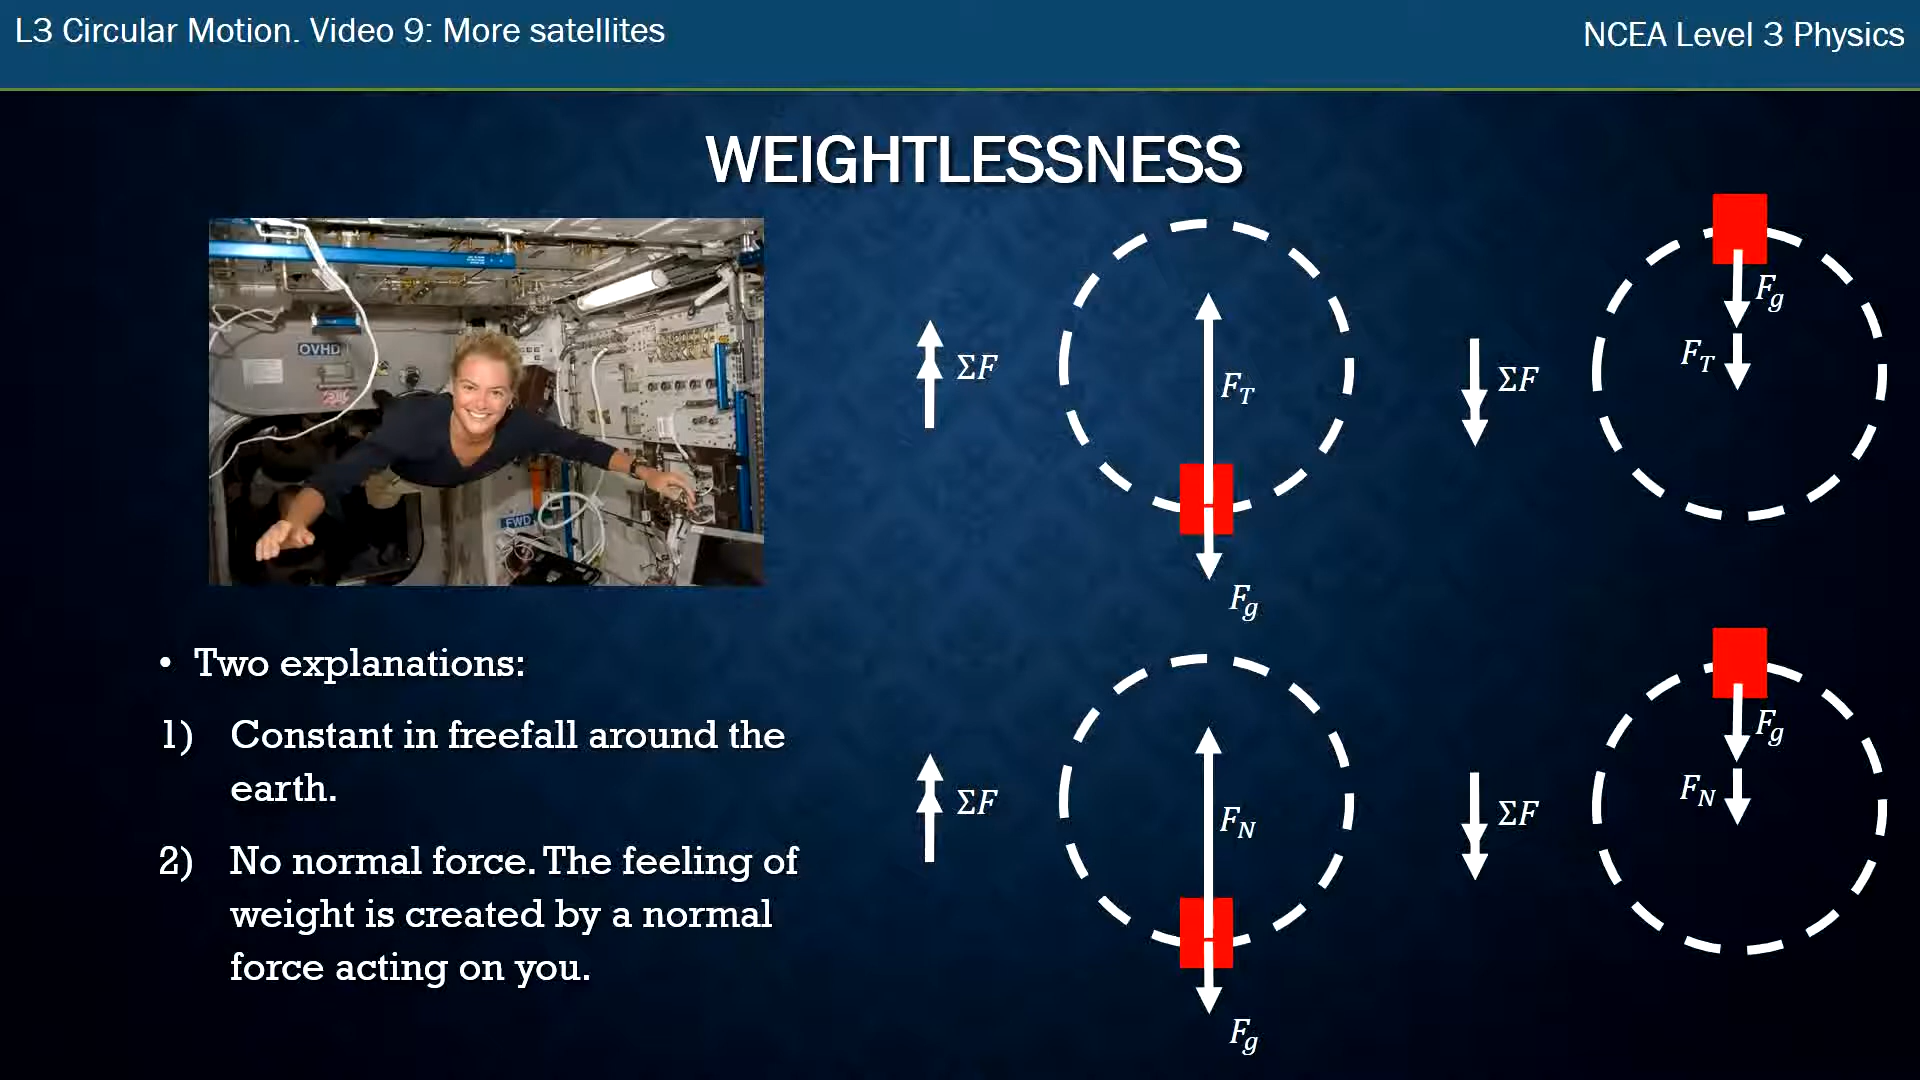 L3 Circular Motion. Video 9: More satellites
NCEA Level 3 Physics
WEIGHTLESSNESS
OVHD
FWD
• Two explanations:
1) Constant in freefall around the
earth.
2) No normal force. The feeling of
weight is created by a normal
force acting on you.
ΣF
F_T
F_g
ΣF
F_g
F_T
ΣF
F_N
F_g
ΣF
F_g
F_N